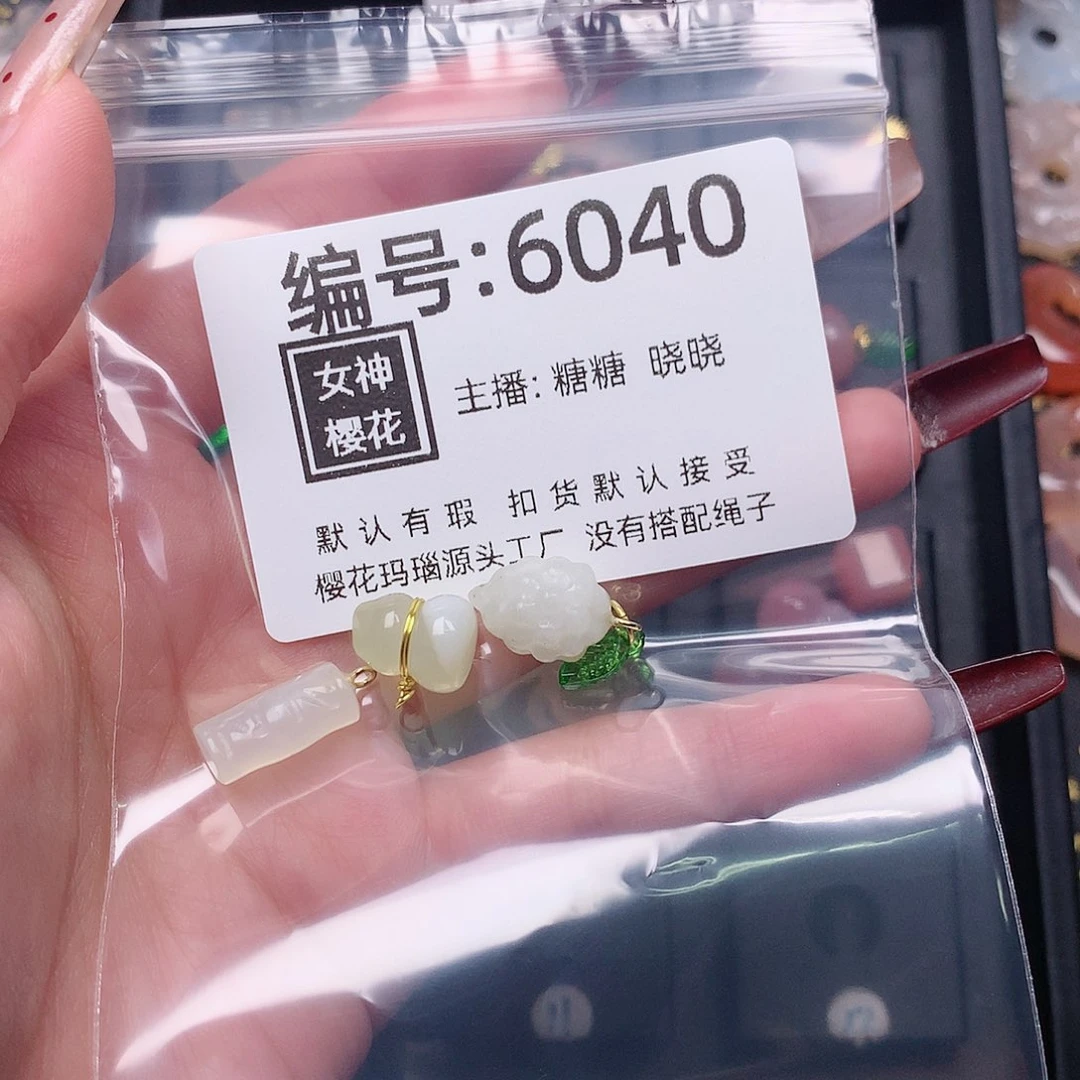 编号:6040
女神
樱花
主播: 糖糖 晓晓
默认有瑕 扣货默认接受
樱花玛瑙源头工厂 没有搭配绳子